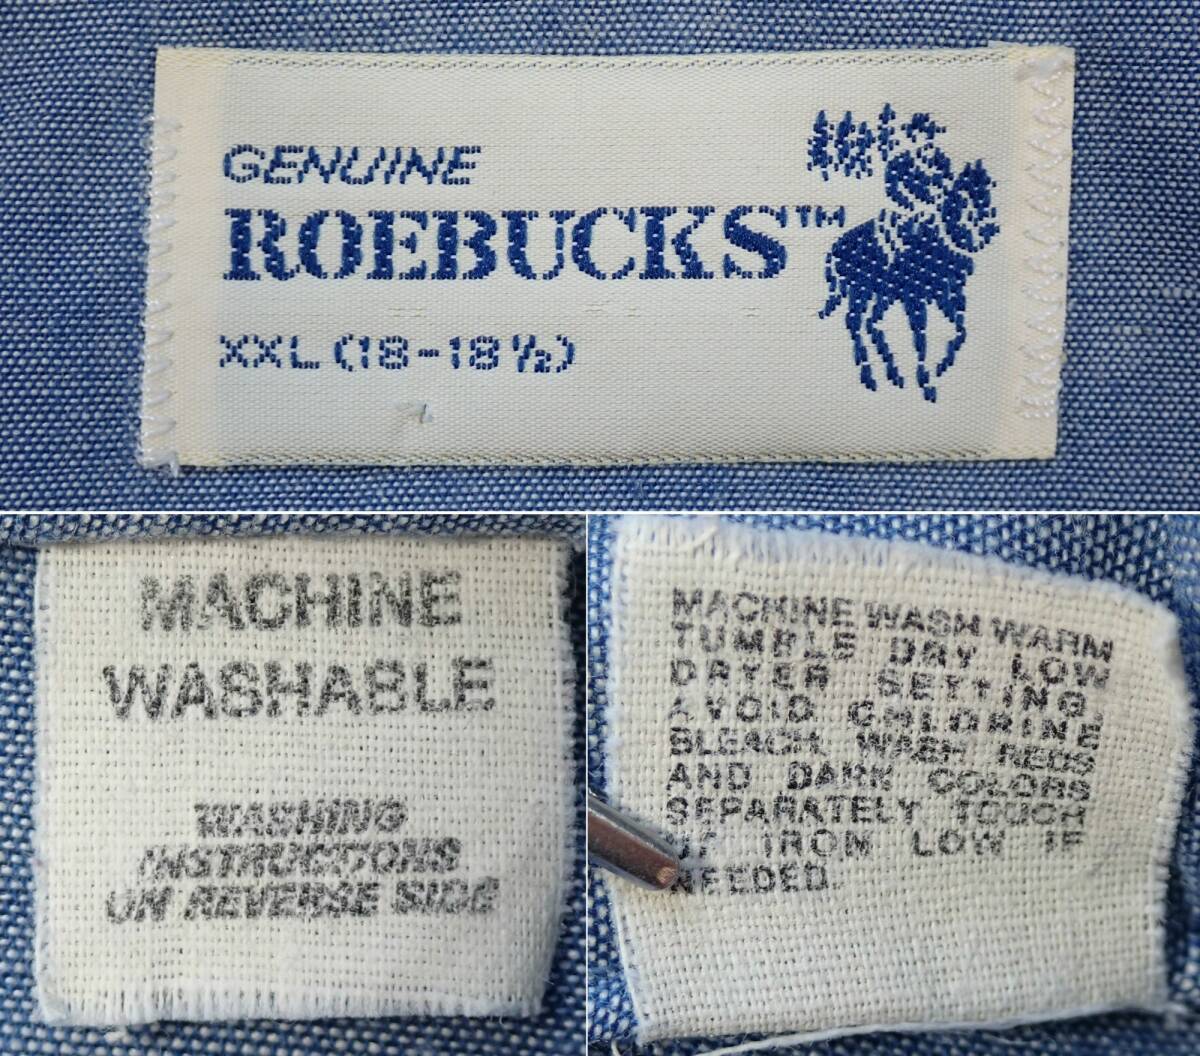 GENUINE
ROEBUCKS™
XXL (18-18½)
MACHINE
WASHABLE
WASHING
INSTRUCTIONS
ON REVERSE SIDE
MACHINE WASH WARM
TUMBLE DRY LOW
DRYER SETTING.
AVOID CHLORINE
BLEACH. WASH REDS
AND DARK COLORS
SEPARATELY TOUCH
UP IRON LOW IF
NEEDED.